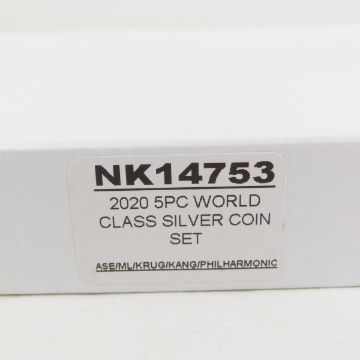 NK14753
2020 5PC WORLD
CLASS SILVER COIN
SET
ASE/ML/KRUG/KANG/PHILHARMONIC